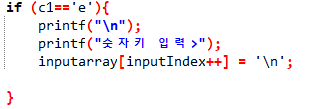 if (c1=='e'){
printf("\n");
printf("숫자키 입력>");
inputarray[inputIndex++] = '\n';
}